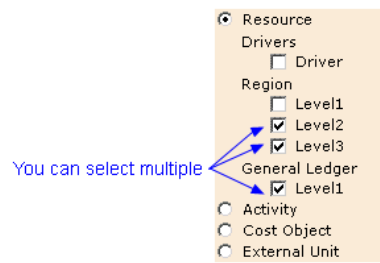 Resource
Drivers
Driver
Region
Level1
Level2
Level3
You can select multiple
General Ledger
Level1
Activity
Cost Object
External Unit